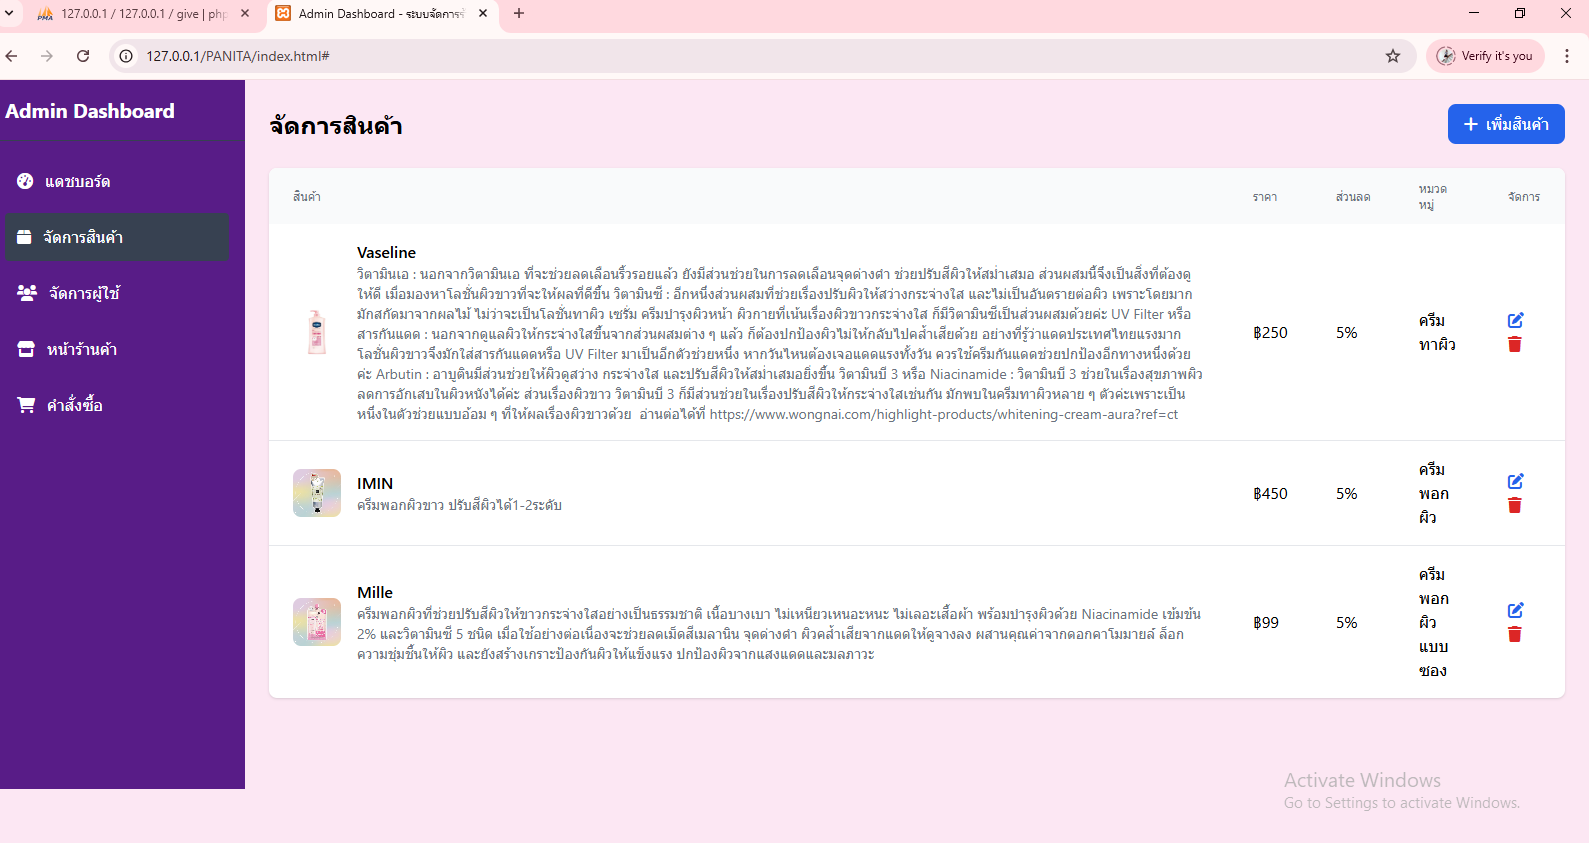 127.0.0.1 / 127.0.0.1 / give | php
Admin Dashboard - ระบบจัดการร้
127.0.0.1/PANITA/index.html#
Verify it's you
Admin Dashboard
แดชบอร์ด
จัดการสินค้า
จัดการผู้ใช้
หน้าร้านค้า
คำสั่งซื้อ
จัดการสินค้า
+ เพิ่มสินค้า
สินค้า ราคา ส่วนลด หมวด จัดการ
หมู่
Vaseline
วิตามินเอ : นอกจากวิตามินเอ ที่จะช่วยลดเลือนริ้วรอยแล้ว ยังมีส่วนช่วยในการลดเลือนจุดด่างดำ ช่วยปรับสีผิวให้สม่ำเสมอ ส่วนผสมนี้จึงเป็นสิ่งที่ต้องดู
ให้ดี เมื่อมองหาโลชั่นผิวขาวที่จะให้ผลที่ดีขึ้น วิตามินซี : อีกหนึ่งส่วนผสมที่ช่วยเรื่องปรับผิวให้สว่างกระจ่างใส และไม่เป็นอันตรายต่อผิว เพราะโดยมาก
มักสกัดมาจากผลไม้ ไม่ว่าจะเป็นโลชั่นทาผิว เซรั่ม ครีมบำรุงผิวหน้า ผิวกายที่เน้นเรื่องผิวขาวกระจ่างใส ก็มีวิตามินซีเป็นส่วนผสมด้วยค่ะ UV Filter หรือ
สารกันแดด : นอกจากดูแลผิวให้กระจ่างใสขึ้นจากส่วนผสมต่าง ๆ แล้ว ก็ต้องปกป้องผิวไม่ให้กลับไปคล้ำเสียด้วย อย่างที่รู้ว่าแดดประเทศไทยแรงมาก
โลชั่นผิวขาวจึงมักใส่สารกันแดดหรือ UV Filter มาเป็นอีกตัวช่วยหนึ่ง หากวันไหนต้องเจอแดดแรงทั้งวัน ควรใช้ครีมกันแดดช่วยปกป้องอีกทางหนึ่งด้วย
ค่ะ Arbutin : อาบูตินมีส่วนช่วยให้ผิวดูสว่าง กระจ่างใส และปรับสีผิวให้สม่ำเสมอยิ่งขึ้น วิตามินบี 3 หรือ Niacinamide : วิตามินบี 3 ช่วยในเรื่องสุขภาพผิว
ลดการอักเสบในผิวหนังได้ค่ะ ส่วนเรื่องผิวขาว วิตามินบี 3 ก็มีส่วนช่วยในเรื่องปรับสีผิวให้กระจ่างใสเช่นกัน มักพบในครีมทาผิวหลาย ๆ ตัวค่ะเพราะเป็น
หนึ่งในตัวช่วยแบบอ้อม ๆ ที่ให้ผลเรื่องผิวขาวด้วย อ่านต่อได้ที่ https://www.wongnai.com/highlight-products/whitening-cream-aura?ref=ct
฿250 5% ครีม
ทาผิว
IMIN
ครีมพอกผิวขาว ปรับสีผิวได้1-2ระดับ
฿450 5% ครีม
พอก
ผิว
Mille
ครีมพอกผิวที่ช่วยปรับสีผิวให้ขาวกระจ่างใสอย่างเป็นธรรมชาติ เนื้อบางเบา ไม่เหนียวเหนอะหนะ ไม่เลอะเสื้อผ้า พร้อมบำรุงผิวด้วย Niacinamide เข้มข้น
2% และวิตามินซี 5 ชนิด เมื่อใช้อย่างต่อเนื่องจะช่วยลดเม็ดสีเมลานิน จุดด่างดำ ผิวคล้ำเสียจากแดดให้ดูจางลง ผสานคุณค่าจากดอกคาโมมายล์ ล็อก
ความชุ่มชื้นให้ผิว และยังสร้างเกราะป้องกันผิวให้แข็งแรง ปกป้องผิวจากแสงแดดและมลภาวะ
฿99 5% ครีม
พอก
ผิว
แบบ
ซอง
Activate Windows
Go to Settings to activate Windows.